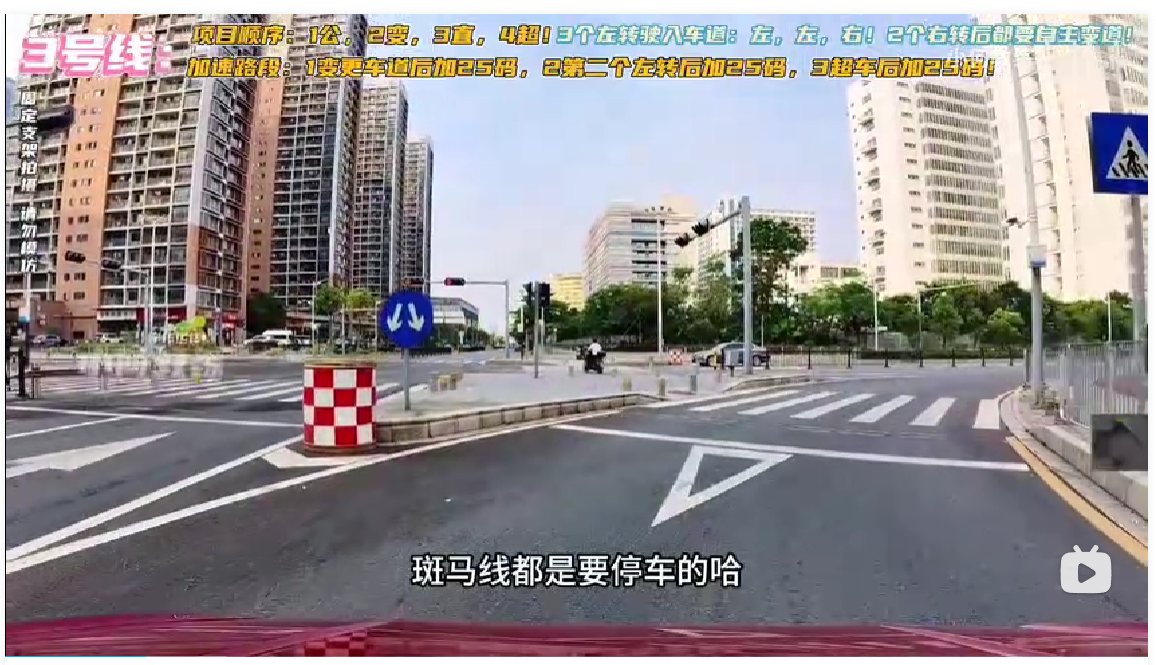 3号线：
项目顺序：1公，2变，3直，4超！3个左转驶入车道：左，左，右！2个右转后都要自主变道！
加速路段：1变更车道后加25码，2第二个左转后加25码，3超车后加25码！
固定支架拍摄 请勿模仿
斑马线都是要停车的哈